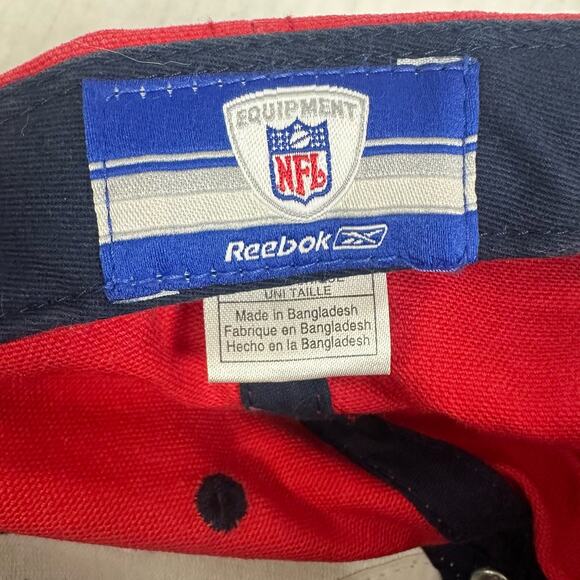 EQUIPMENT
NFL
Reebok
UNI TAILLE
Made in Bangladesh
Fabrique en Bangladesh
Hecho en la Bangladesh